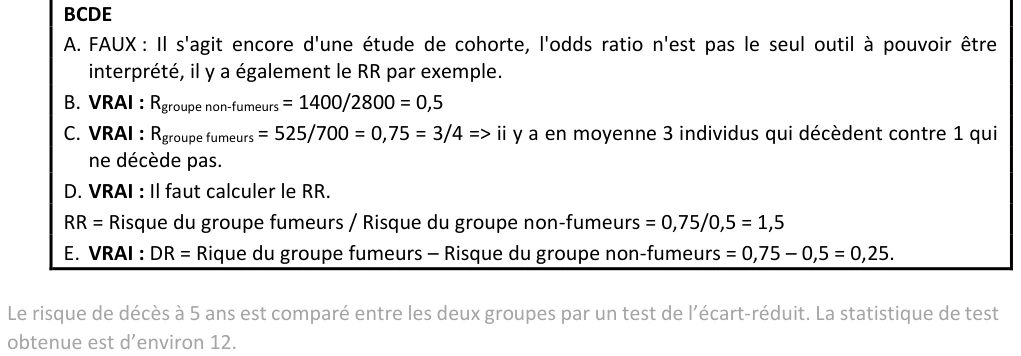 BCDE
A. FAUX : Il s'agit encore d'une étude de cohorte, l'odds ratio n'est pas le seul outil à pouvoir être
interprété, il y a également le RR par exemple.
B. VRAI : Rgroupe non-fumeurs = 1400/2800 = 0,5
C. VRAI : Rgroupe fumeurs = 525/700 = 0,75 = 3/4 => ii y a en moyenne 3 individus qui décèdent contre 1 qui
ne décède pas.
D. VRAI : Il faut calculer le RR.
RR = Risque du groupe fumeurs / Risque du groupe non-fumeurs = 0,75/0,5 = 1,5
E. VRAI : DR = Rique du groupe fumeurs – Risque du groupe non-fumeurs = 0,75 – 0,5 = 0,25.
Le risque de décès à 5 ans est comparé entre les deux groupes par un test de l'écart-réduit. La statistique de test
obtenue est d'environ 12.